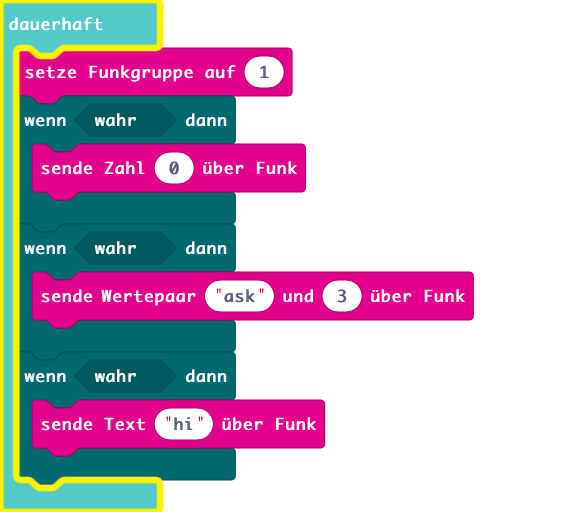 dauerhaft
setze Funkgruppe auf 1
wenn wahr dann
sende Zahl 0 über Funk
wenn wahr dann
sende Wertepaar "ask" und 3 über Funk
wenn wahr dann
sende Text "hi" über Funk